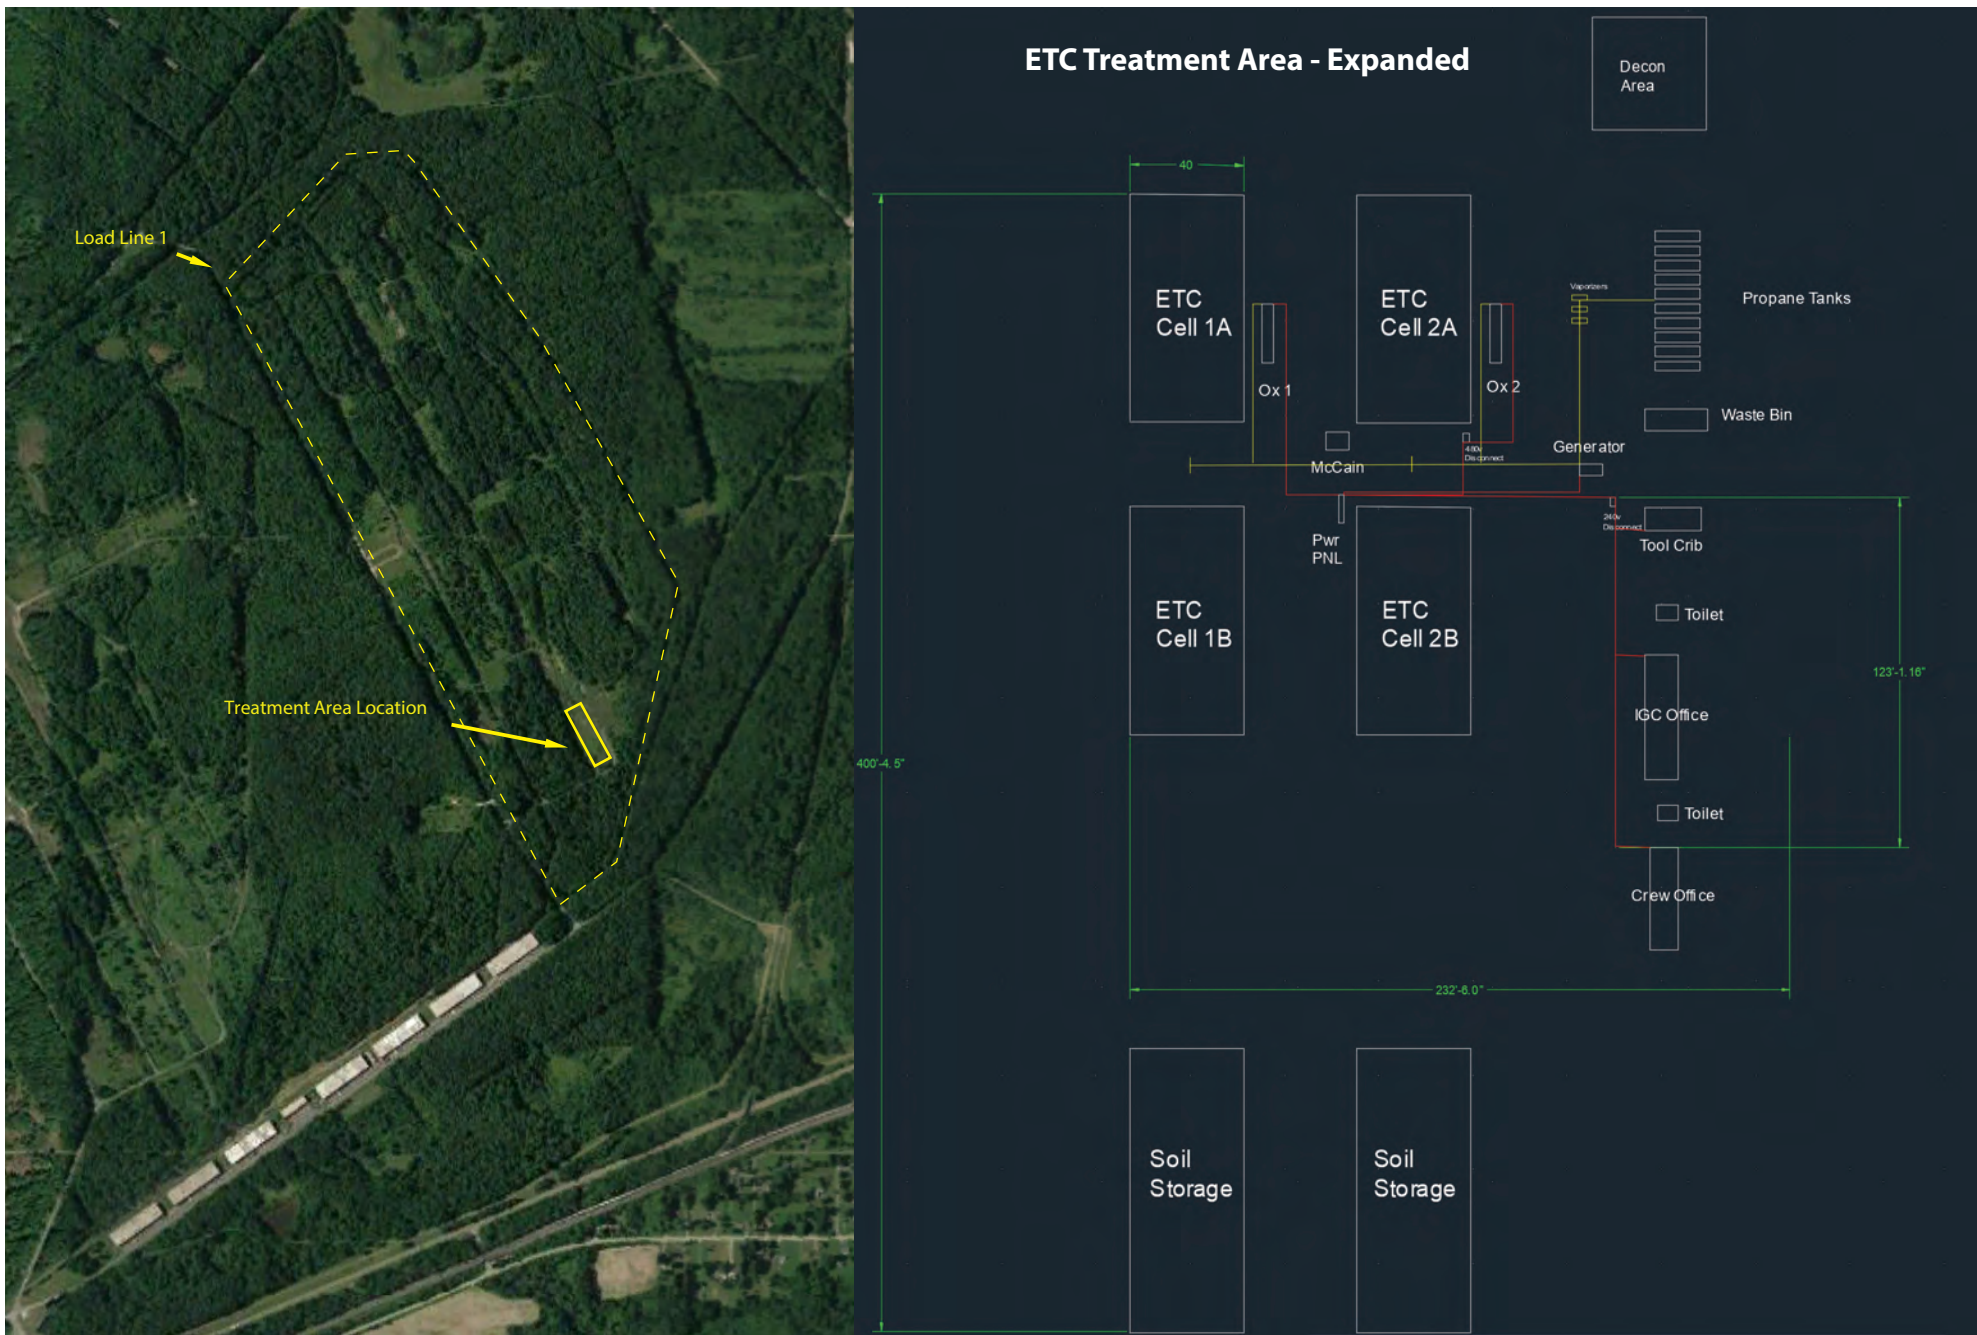 ETC Treatment Area - Expanded
Load Line 1
Treatment Area Location
Decon
Area
40
ETC
Cell 1A
ETC
Cell 2A
Vaporizers
Propane Tanks
Ox 1
Ox 2
Waste Bin
McCain
480v
Disconnect
Generator
Pwr
PNL
240v
Disconnect
Tool Crib
ETC
Cell 1B
ETC
Cell 2B
Toilet
123'-1.16"
IGC Office
400'-4.5"
Toilet
Crew Office
232'-6.0"
Soil
Storage
Soil
Storage